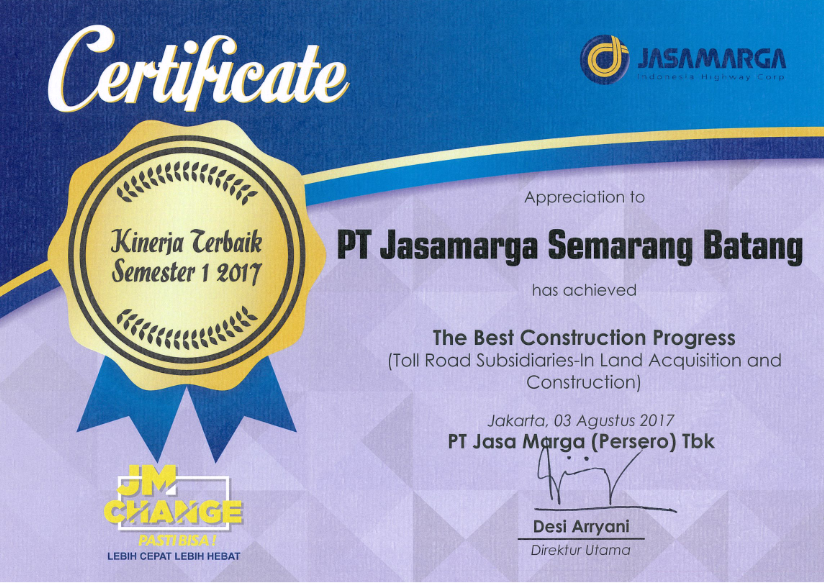 Certificate
JASAMARGA
Indonesia Highway Corp
Kinerja Terbaik
Semester 1 2017
Appreciation to
PT Jasamarga Semarang Batang
has achieved
The Best Construction Progress
(Toll Road Subsidiaries-In Land Acquisition and
Construction)
Jakarta, 03 Agustus 2017
PT Jasa Marga (Persero) Tbk
Desi Arryani
Direktur Utama
JM
CHANGE
PASTI BISA !
LEBIH CEPAT LEBIH HEBAT